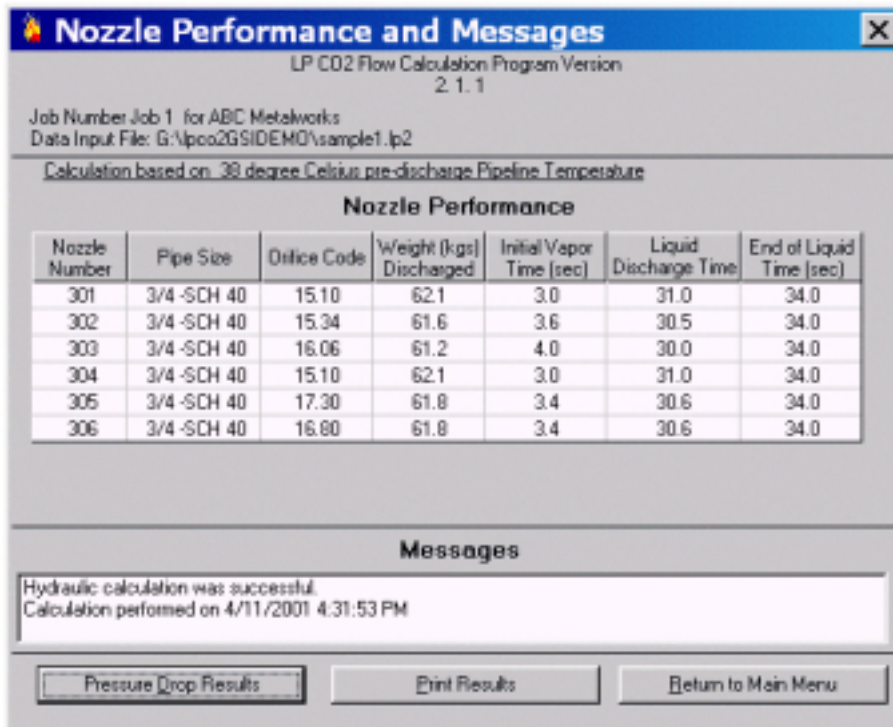 Nozzle Performance and Messages
LP CO2 Flow Calculation Program Version
2. 1. 1
Job Number Job 1 for ABC Metalworks
Data Input File: G:\lpco2GSIDEMO\sample1.lp2
Calculation based on 38 degree Celsius pre-discharge Pipeline Temperature
Nozzle Performance
Nozzle Number Pipe Size Orifice Code Weight (kgs) Discharged Initial Vapor Time (sec) Liquid Discharge Time End of Liquid Time (sec)
301 3/4 -SCH 40 15.10 62.1 3.0 31.0 34.0
302 3/4 -SCH 40 15.34 61.6 3.6 30.5 34.0
303 3/4 -SCH 40 16.06 61.2 4.0 30.0 34.0
304 3/4 -SCH 40 15.10 62.1 3.0 31.0 34.0
305 3/4 -SCH 40 17.30 61.8 3.4 30.6 34.0
306 3/4 -SCH 40 16.80 61.8 3.4 30.6 34.0
Messages
Hydraulic calculation was successful.
Calculation performed on 4/11/2001 4:31:53 PM
Pressure Drop Results Print Results Return to Main Menu